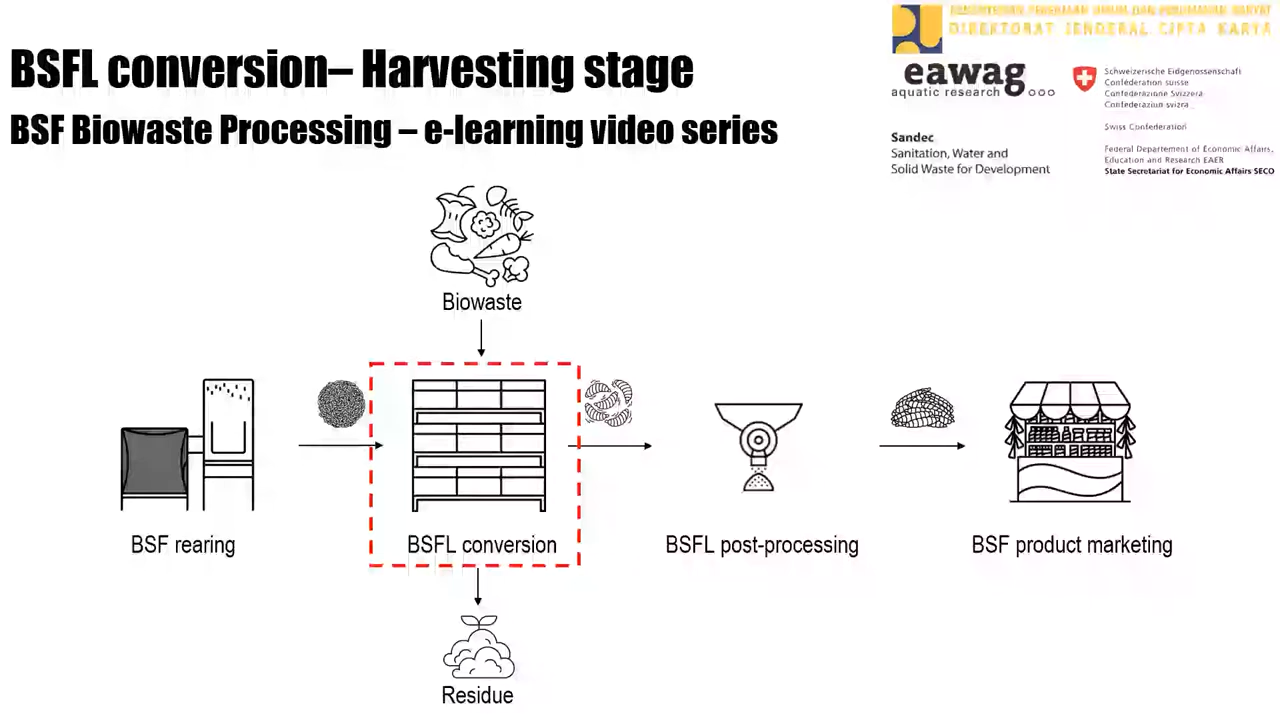 BSFL conversion– Harvesting stage
BSF Biowaste Processing – e-learning video series
DIREKTORAT JENDERAL CIPTA KARYA
eawag
aquatic research
Sandec
Sanitation, Water and
Solid Waste for Development
Schweizerische Eidgenossenschaft
Confédération suisse
Confederazione Svizzera
Confederaziun svizra
Swiss Confederation
Federal Departement of Economic Affairs,
Education and Research EAER
State Secretariat for Economic Affairs SECO
Biowaste
BSF rearing
BSFL conversion
BSFL post-processing
BSF product marketing
Residue